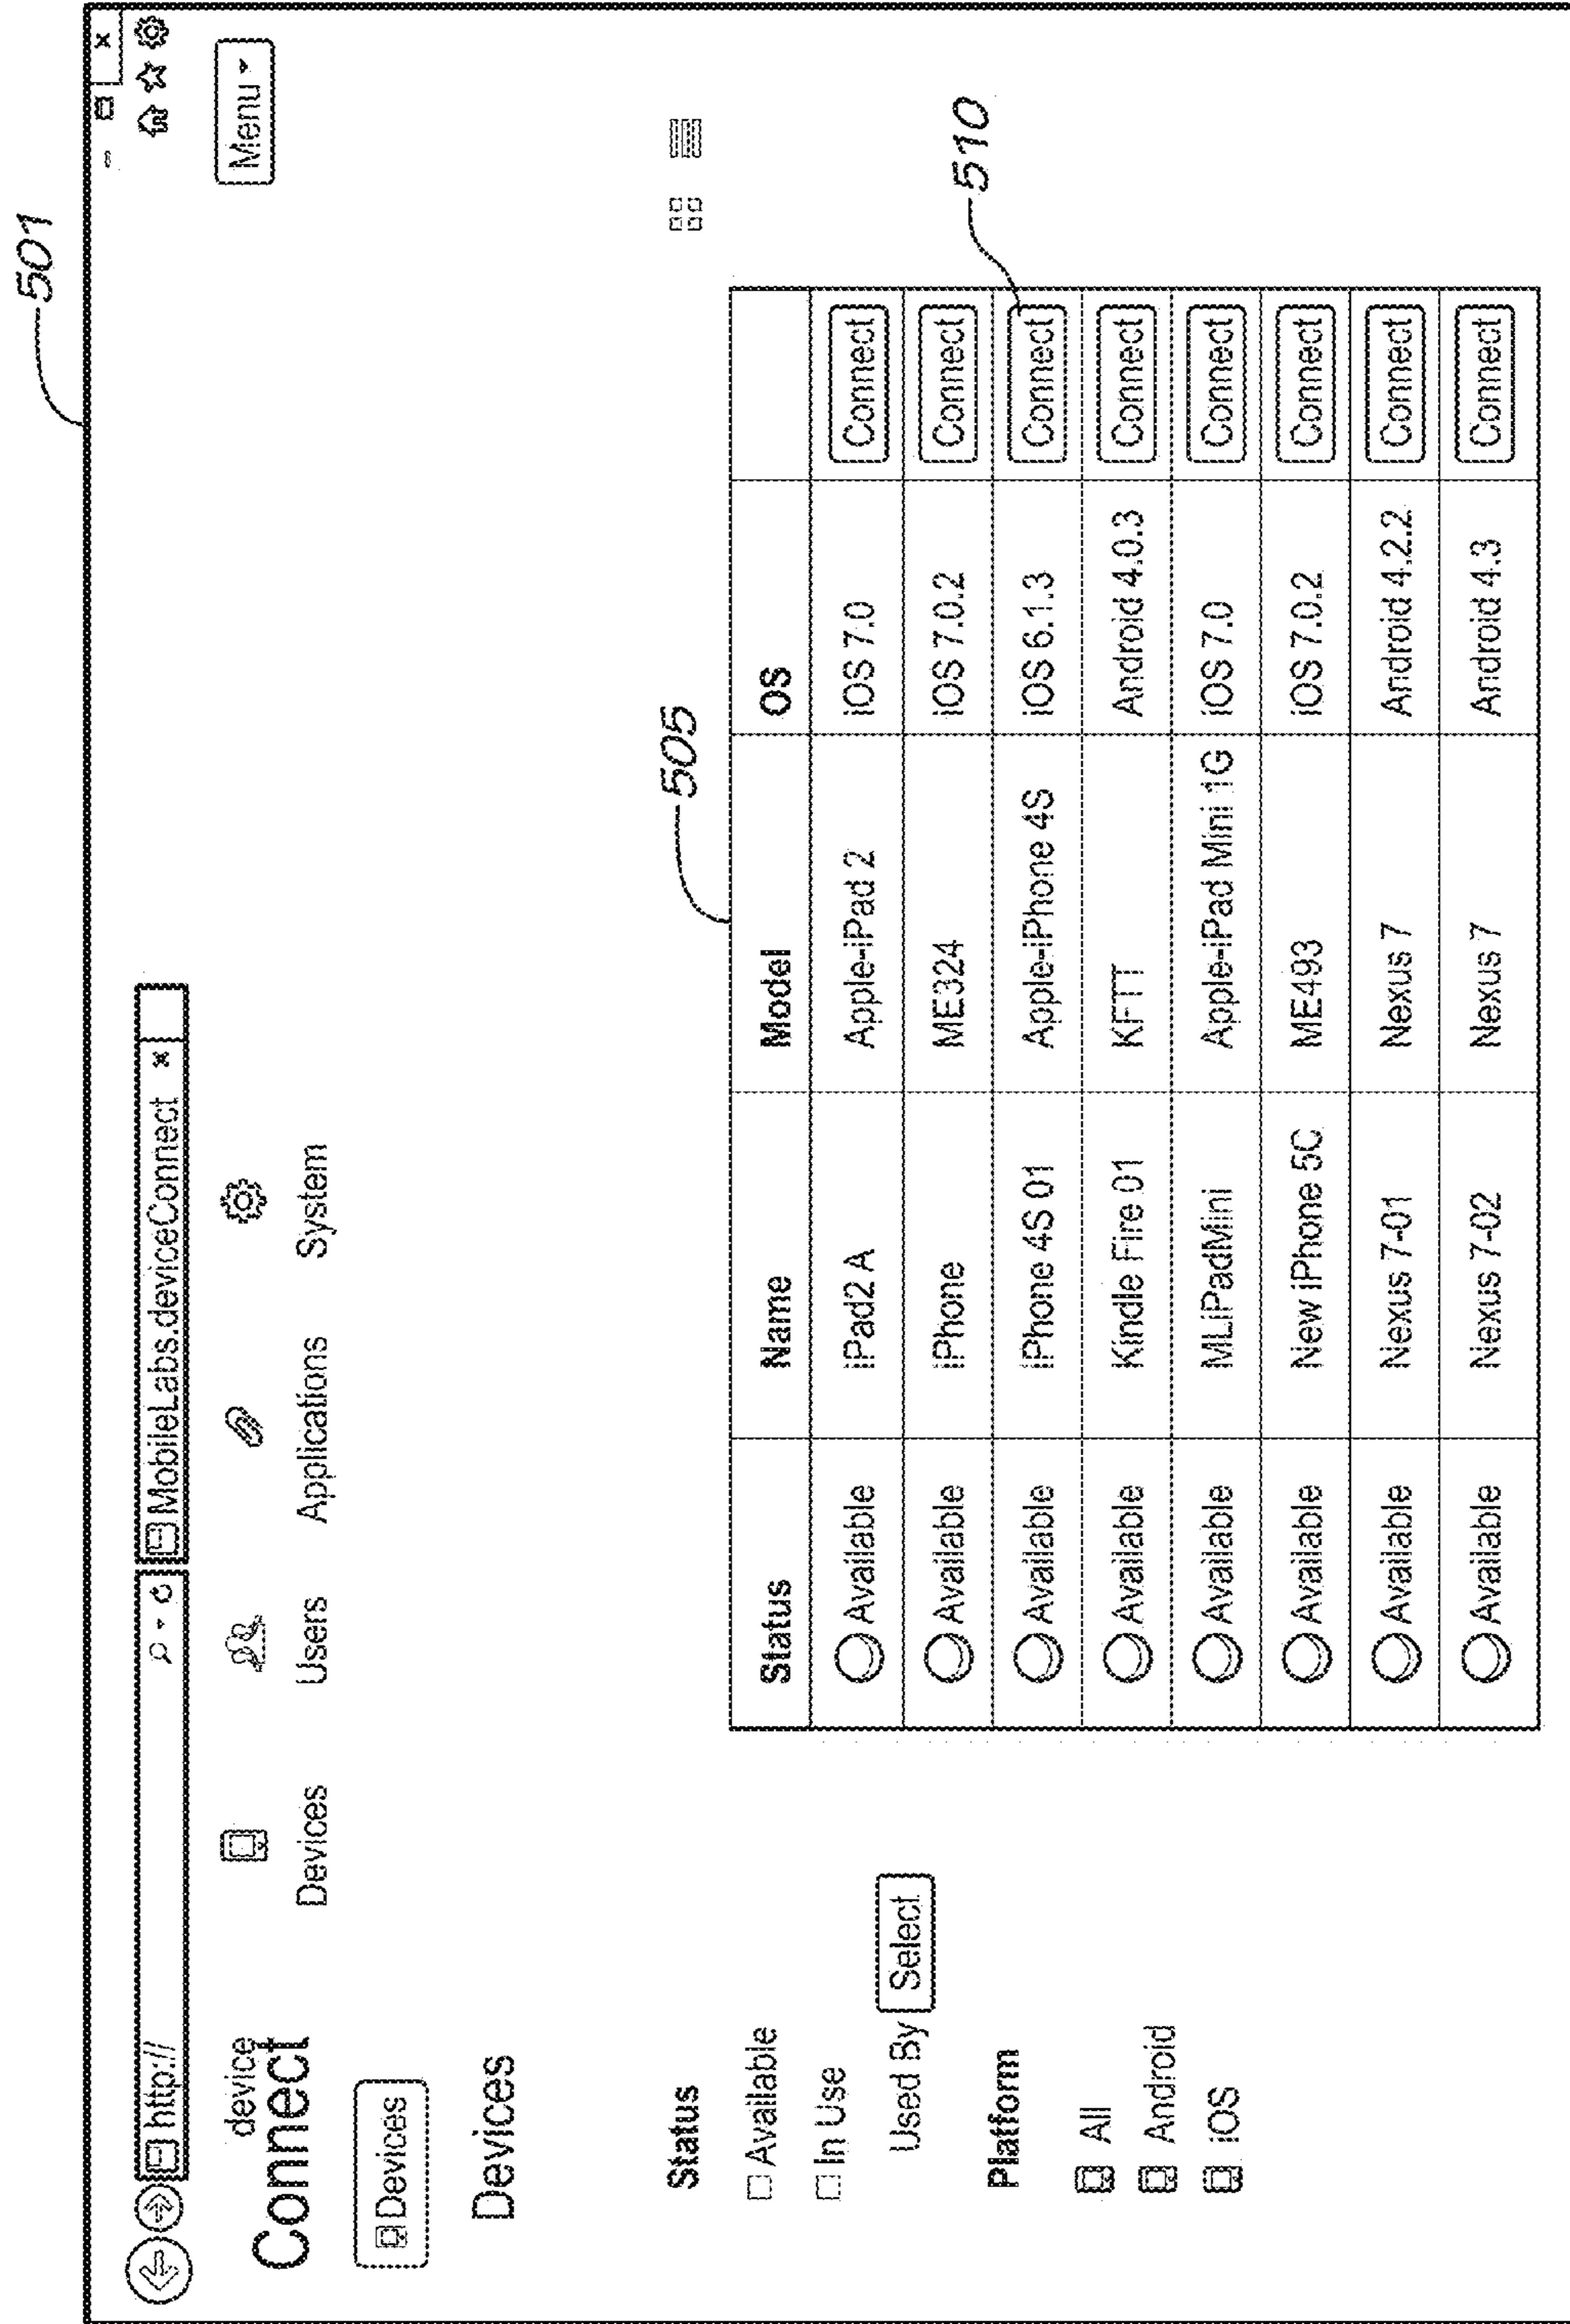 501
http://
MobileLabs.deviceConnect x
device
Connect
Devices Users Applications System
Menu
Devices
Devices
505
Status
Available
In Use
Used By Select
Platform
All
Android
iOS
Status Name Model OS
Available iPad2 A Apple-iPad 2 iOS 7.0 Connect
Available iPhone ME324 iOS 7.0.2 Connect
Available iPhone 4S 01 Apple-iPhone 4S iOS 6.1.3 Connect
Available Kindle Fire 01 KFTT Android 4.0.3 Connect
Available MLiPadMini Apple-iPad Mini 1G iOS 7.0 Connect
Available New iPhone 5C ME493 iOS 7.0.2 Connect
Available Nexus 7-01 Nexus 7 Android 4.2.2 Connect
Available Nexus 7-02 Nexus 7 Android 4.3 Connect
510